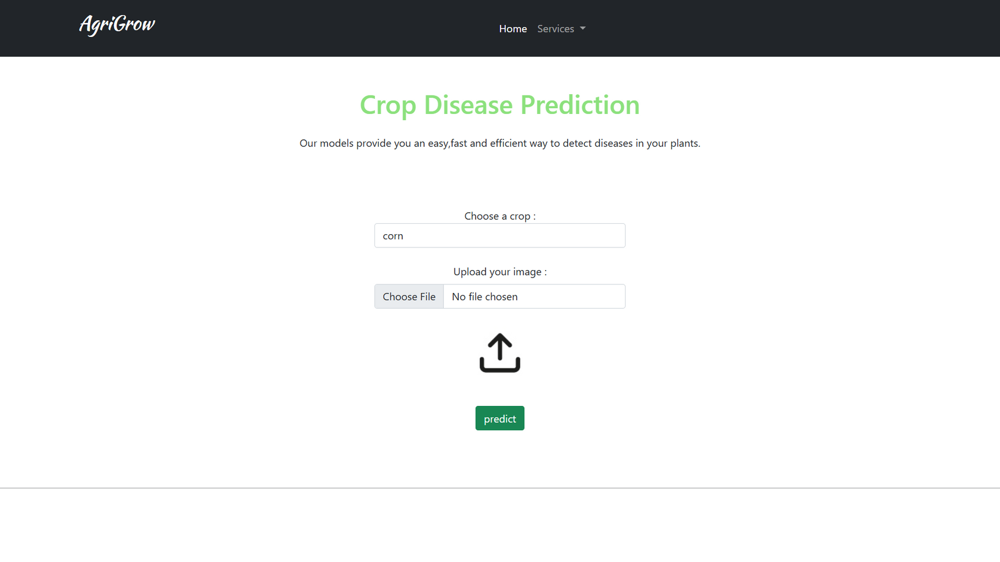 AgriGrow
Home Services
Crop Disease Prediction
Our models provide you an easy,fast and efficient way to detect diseases in your plants.
Choose a crop :
corn
Upload your image :
Choose File No file chosen
predict